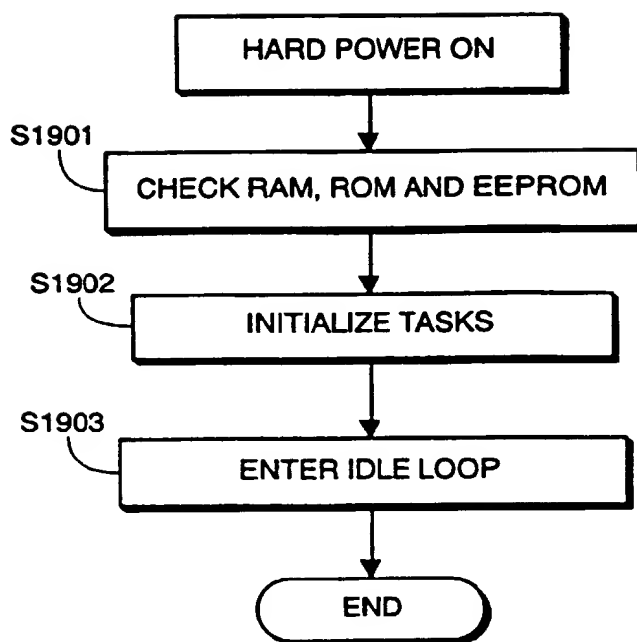 HARD POWER ON
S1901
CHECK RAM, ROM AND EEPROM
S1902
INITIALIZE TASKS
S1903
ENTER IDLE LOOP
END